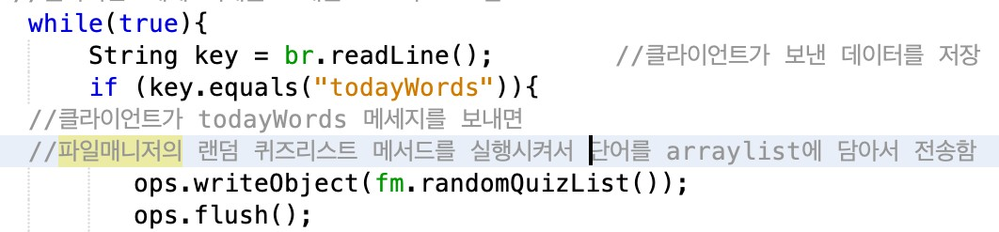 while(true){
String key = br.readLine(); //클라이언트가 보낸 데이터를 저장
if (key.equals("todayWords")){
//클라이언트가 todayWords 메세지를 보내면
//파일매니저의 랜덤 퀴즈리스트 메서드를 실행시켜서 단어를 arraylist에 담아서 전송함
ops.writeObject(fm.randomQuizList());
ops.flush();